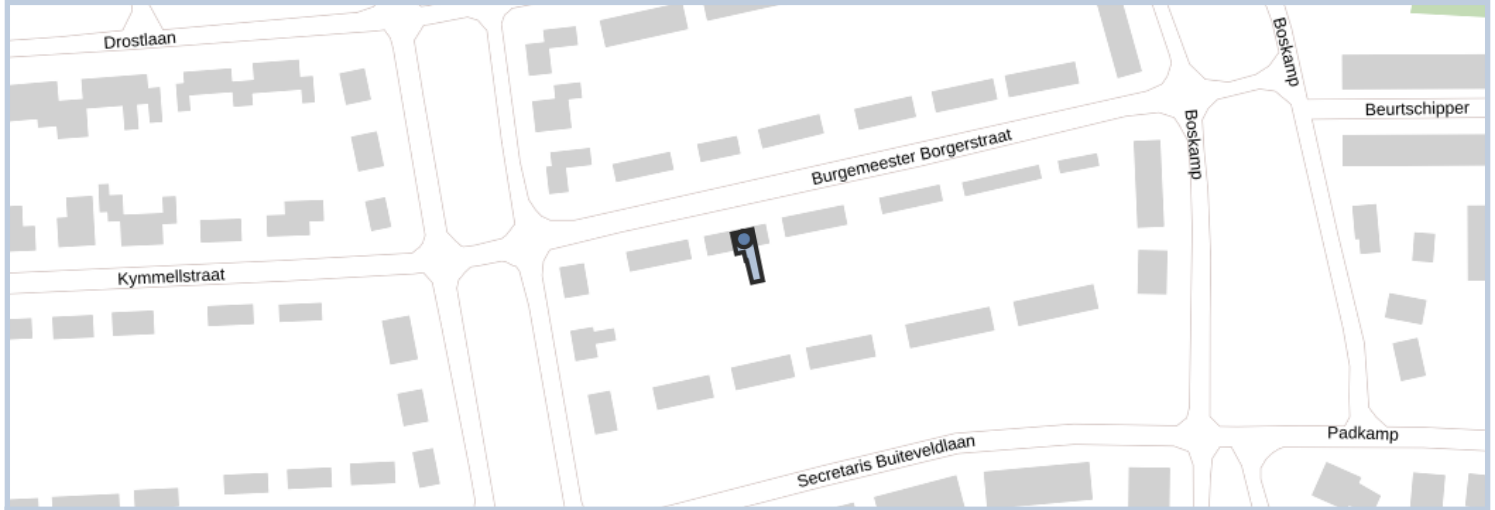 Drostlaan
Boskamp
Beurtschipper
Burgemeester Borgerstraat
Boskamp
Kymmellstraat
Padkamp
Secretaris Buiteveldlaan